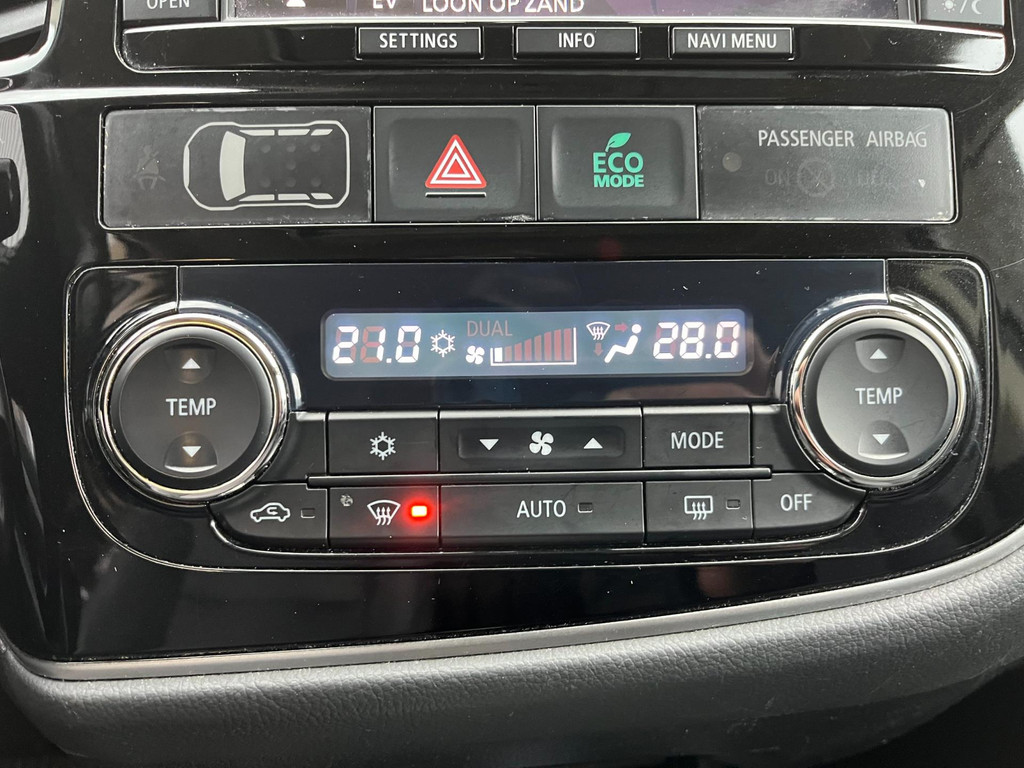 OPEN
EV LOON OP ZAND
SETTINGS INFO NAVI MENU
ECO
MODE
PASSENGER AIRBAG
ON OFF
DUAL
21.0 28.0
TEMP TEMP
MODE
AUTO OFF